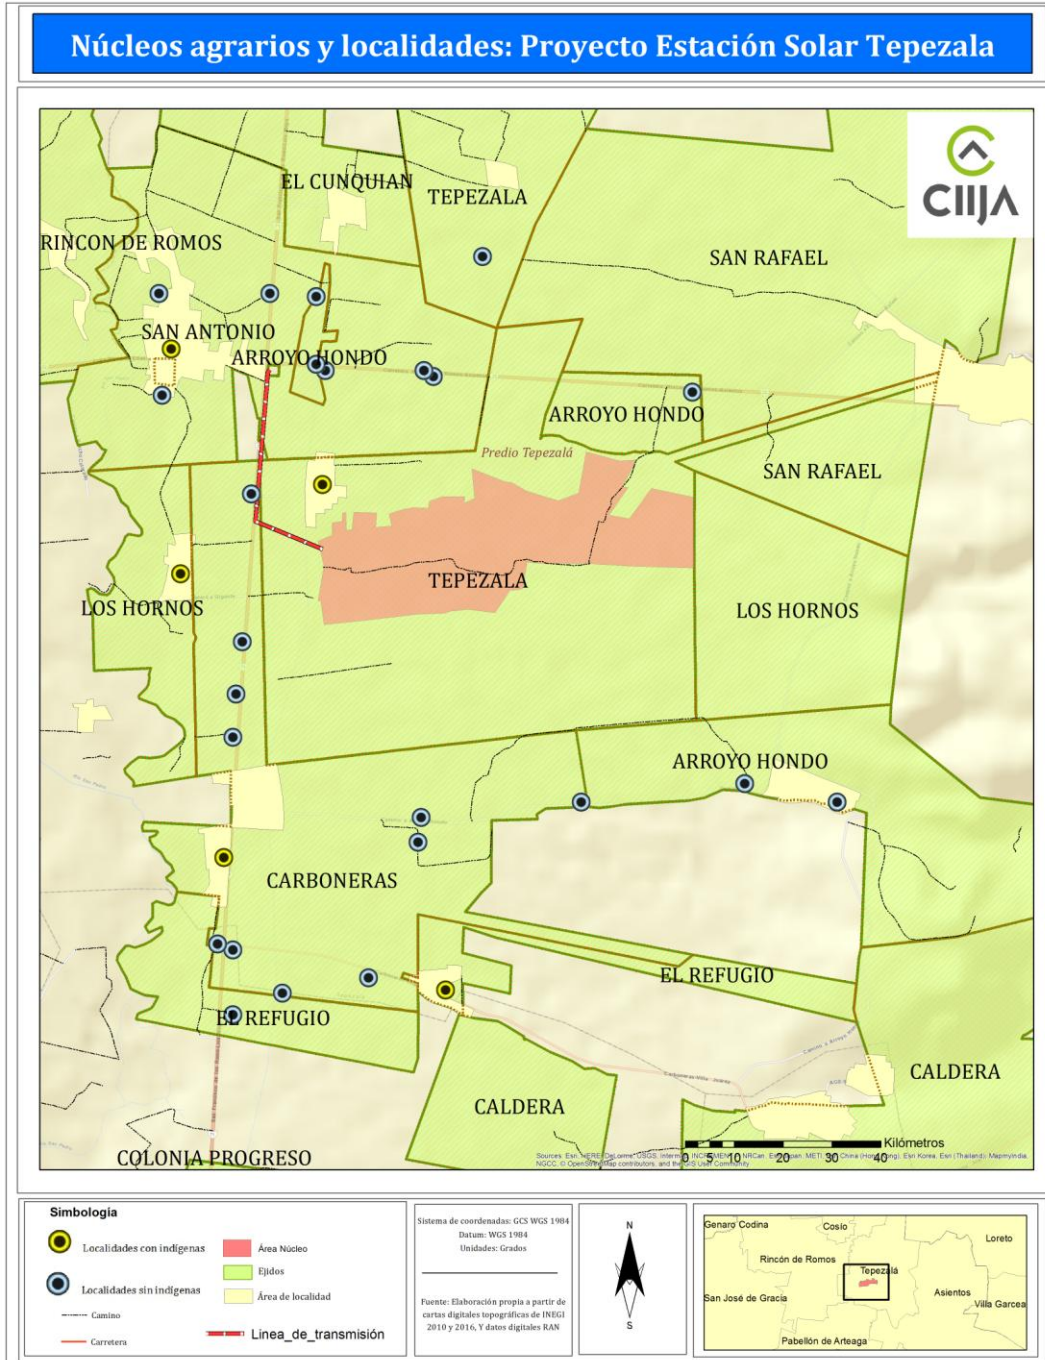 Núcleos agrarios y localidades: Proyecto Estación Solar Tepezala
CIIJA
EL CUNQUIAN
TEPEZALA
RINCON DE ROMOS
SAN RAFAEL
SAN ANTONIO
ARROYO HONDO
ARROYO HONDO
Predio Tepezalá
SAN RAFAEL
TEPEZALA
LOS HORNOS
LOS HORNOS
ARROYO HONDO
CARBONERAS
EL REFUGIO
EL REFUGIO
CALDERA
CALDERA
COLONIA PROGRESO
Kilómetros
0 5 10 20 30 40
Simbología
Localidades con indígenas
Localidades sin indígenas
Camino
Carretera
Área Núcleo
Ejidos
Área de localidad
Linea_de_transmisión
Sistema de coordenadas: GCS WGS 1984
Datum: WGS 1984
Unidades: Grados
Fuente: Elaboración propia a partir de
cartas digitales topográficas de INEGI
2010 y 2016, Y datos digitales RAN
N
S
Genaro Codina
Cosío
Loreto
Rincón de Romos
Tepezalá
San José de Gracia
Asientos
Villa Garcea
Pabellón de Arteaga